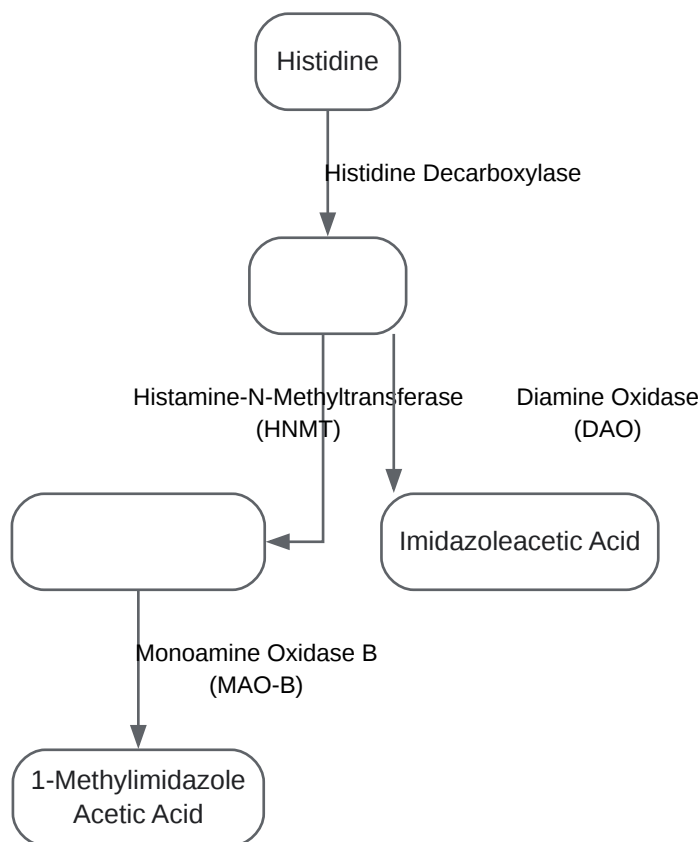 Histidine
Histidine Decarboxylase
Histamine-N-Methyltransferase
(HNMT)
Diamine Oxidase
(DAO)
Imidazoleacetic Acid
Monoamine Oxidase B
(MAO-B)
1-Methylimidazole
Acetic Acid